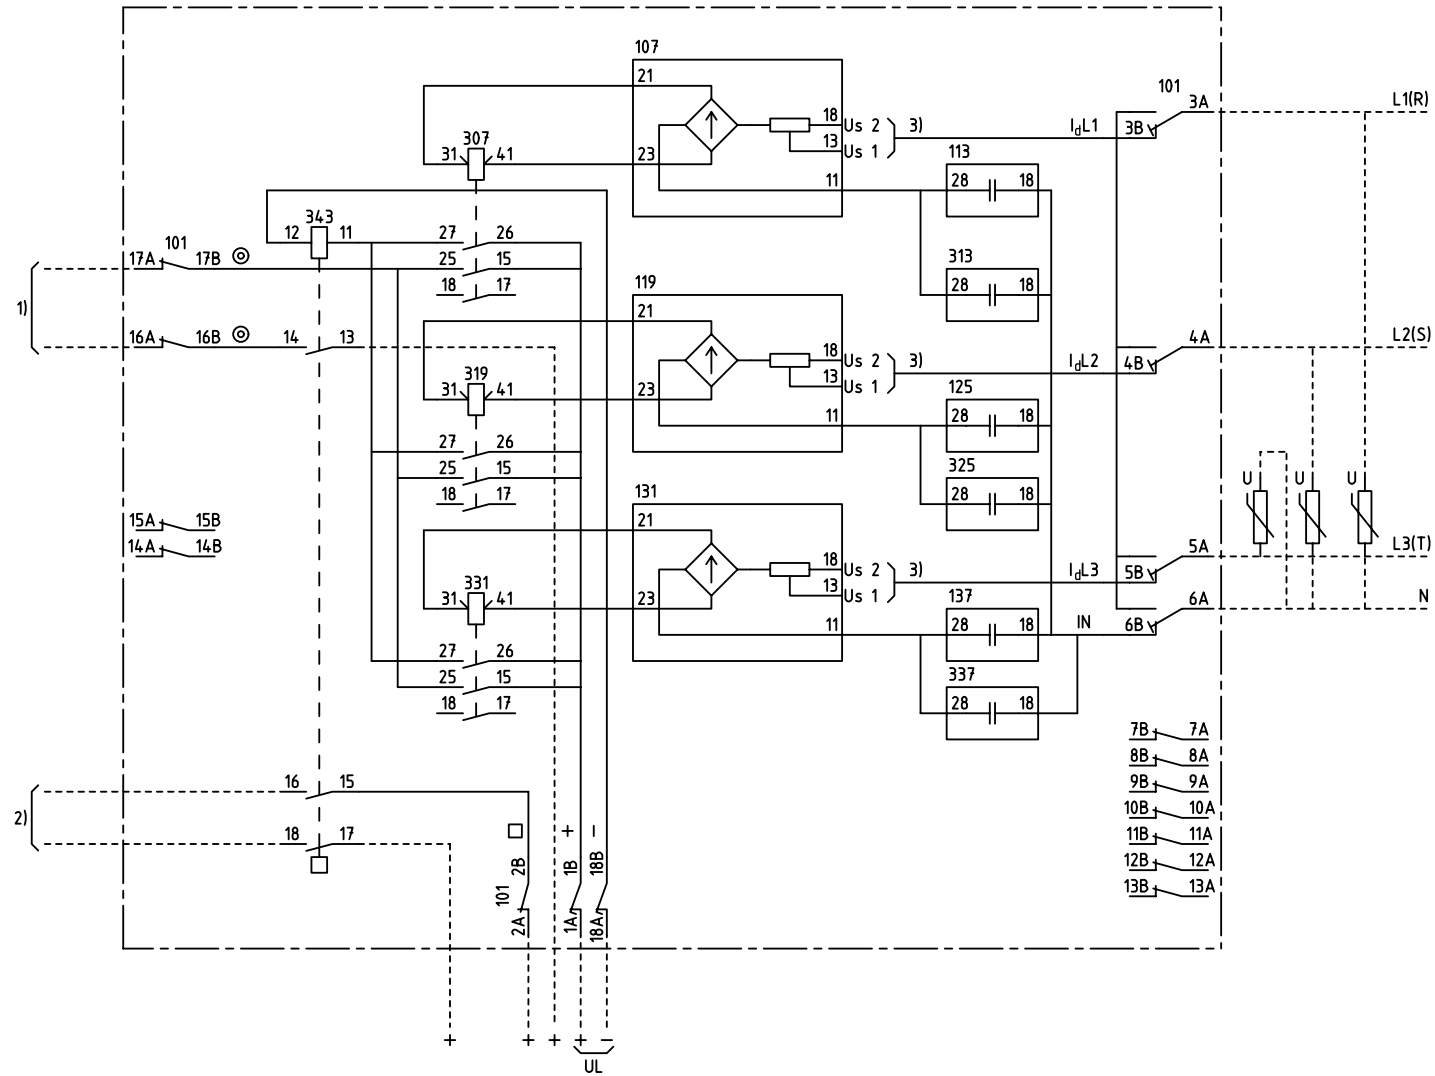 107
21
101
3A
L1(R)
18 Us 2 3) IdL1 3B
13 Us 1
307
31 41 23
113
11 28 18
343
12 11 27 26
101
17A 17B 25 15
313
18 17 28 18
119
1)
21
16A 16B 14 13
4A
L2(S)
18 Us 2 3) IdL2 4B
13 Us 1
319
31 41 23
125
11 28 18
27 26
325
25 15
U U U
18 17 28 18
131
15A 15B 21
14A 14B
5A
L3(T)
18 Us 2 3) IdL3 5B
13 Us 1
331
31 41 23
137
6A
N
11 28 18 IN 6B
27 26
337
25 15
18 17 28 18
7B 7A
8B 8A
16 15 9B 9A
10B 10A
2)
18 17 + − 11B 11A
2B 1B 18B 12B 12A
101 13B 13A
2A 1A 18A
+ + + + −
UL